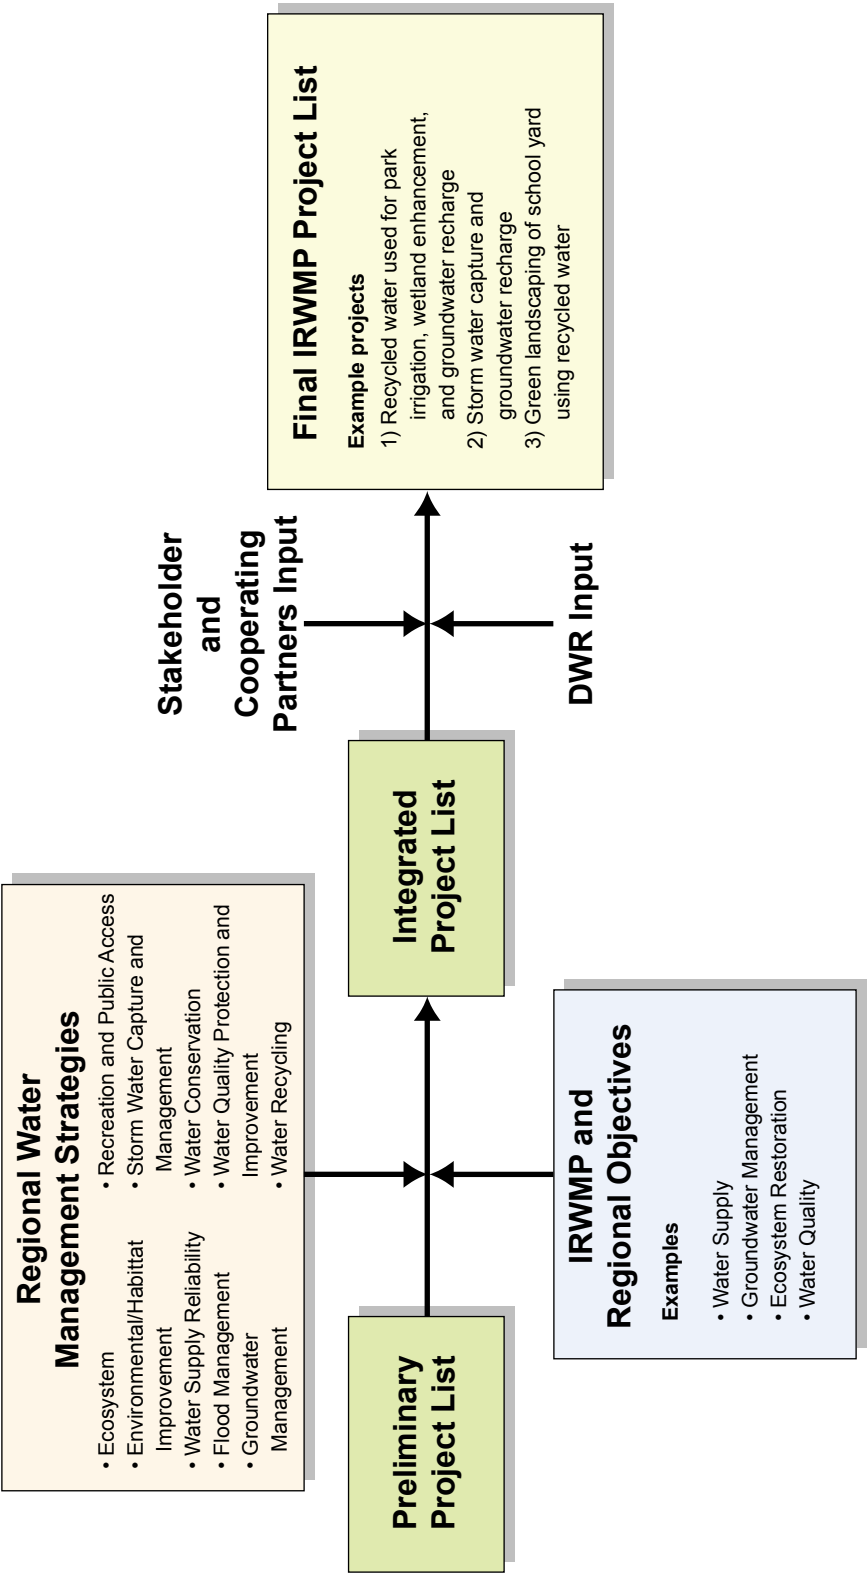 Regional Water
Management Strategies
• Ecosystem
• Environmental/Habittat
Improvement
• Water Supply Reliability
• Flood Management
• Groundwater
Management
• Recreation and Public Access
• Storm Water Capture and
Management
• Water Conservation
• Water Quality Protection and
Improvement
• Water Recycling
Preliminary
Project List
IRWMP and
Regional Objectives
Examples
• Water Supply
• Groundwater Management
• Ecosystem Restoration
• Water Quality
Integrated
Project List
Stakeholder
and
Cooperating
Partners Input
DWR Input
Final IRWMP Project List
Example projects
1) Recycled water used for park
irrigation, wetland enhancement,
and groundwater recharge
2) Storm water capture and
groundwater recharge
3) Green landscaping of school yard
using recycled water